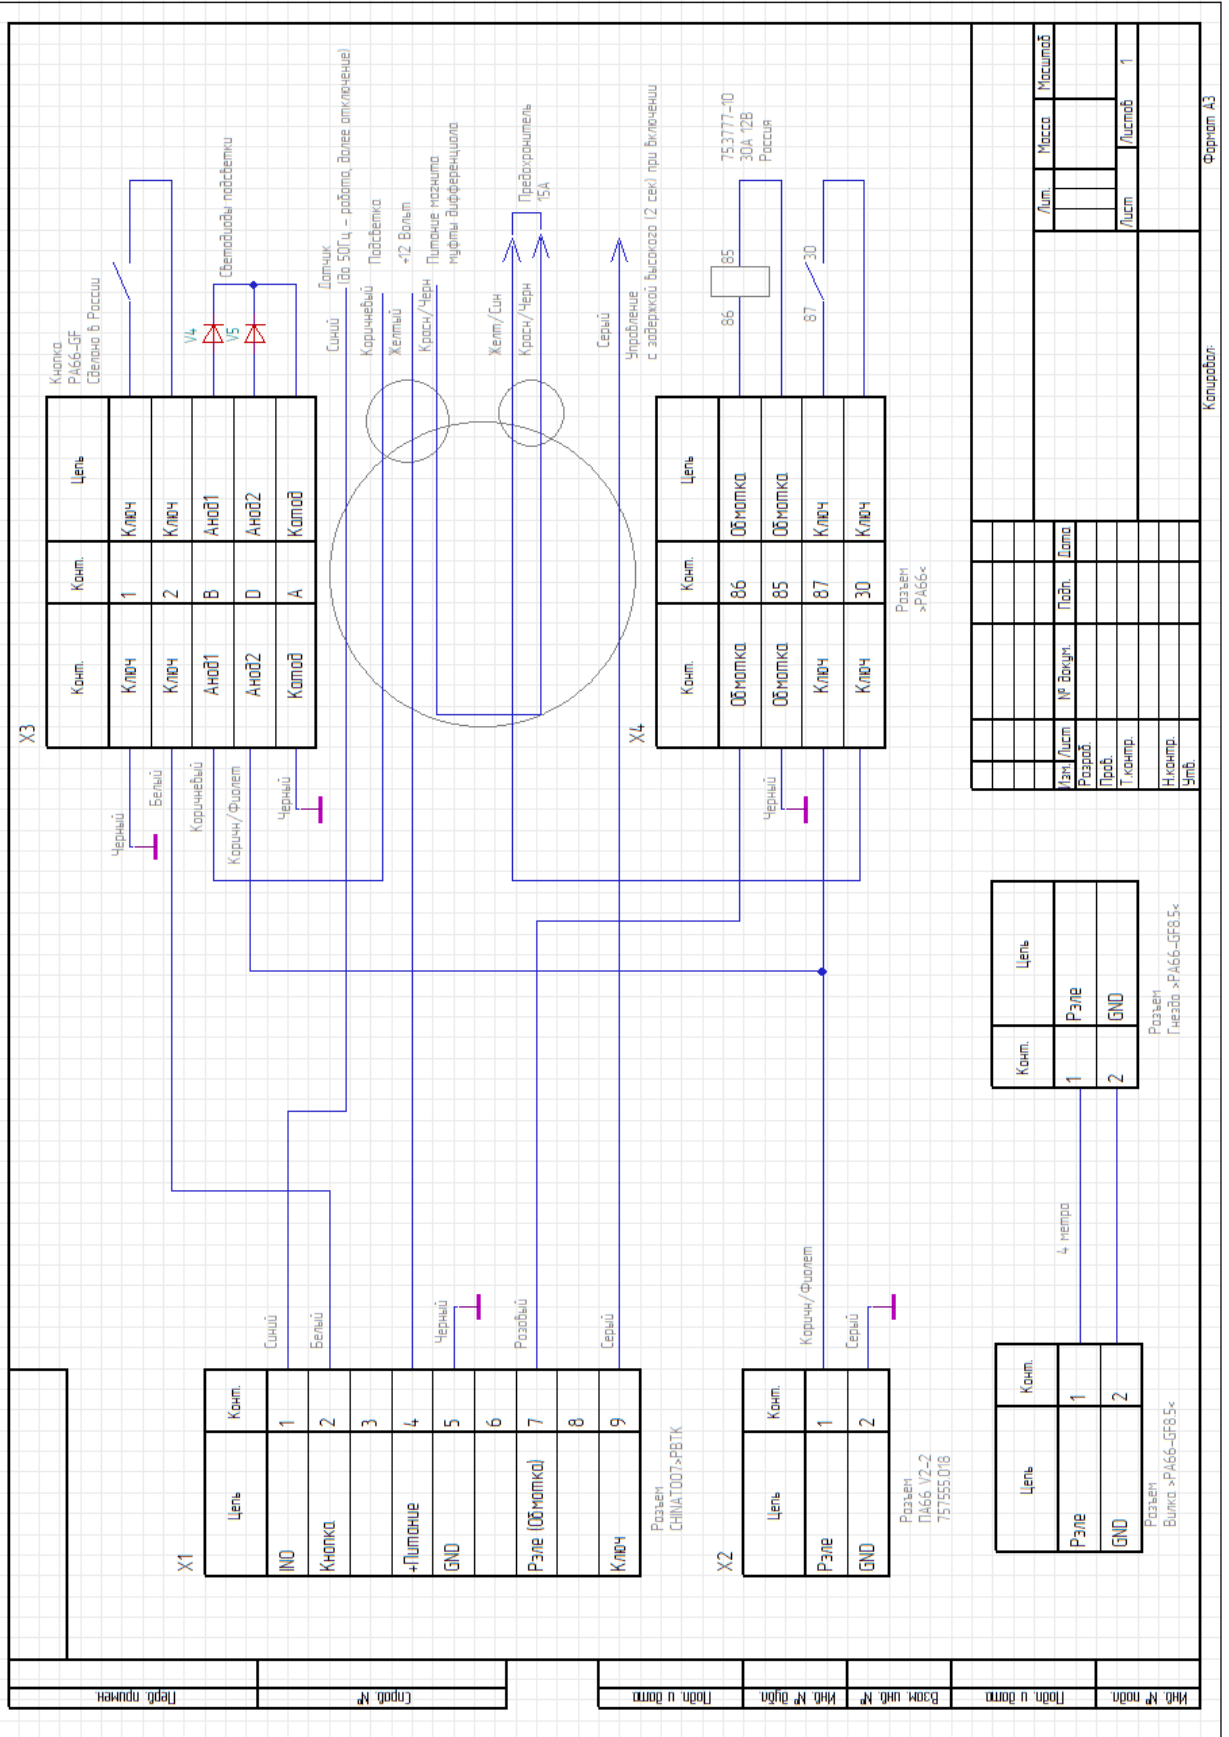 X1
Цепь Конт.
IN0 1
Кнопка 2
3
+Питание 4
GND 5
6
Рэле (Обмотка) 7
8
Ключ 9
Разъем
CHINAT007>PBTK
Синий
Белый
Черный
Розовый
Серый
X2
Цепь Конт.
Рэле 1
GND 2
Разъем
ПА66 V2-2
757555.018
Коричн/Фиолет
Серый
X3
Конт. Конт. Цепь
Ключ 1 Ключ
Ключ 2 Ключ
Анод1 B Анод1
Анод2 D Анод2
Катод A Катод
Черный
Белый
Коричневый
Коричн/Фиолет
Черный
Кнопка
PA66-GF
Сделано в России
V4
V5
Светодиоды подсветки
Синий
Датчик
(до 50Гц - работа, далее отключение)
Коричневый
Подсветка
Желтый
+12 Вольт
Красн/Черн
Питание магнита
муфты дифференциала
Желт/Син
Красн/Черн
Предохранитель
15А
Серый
Управление
с задержкой высокого (2 сек) при включении
X4
Конт. Конт. Цепь
Обмотка 86 Обмотка
Обмотка 85 Обмотка
Ключ 87 Ключ
Ключ 30 Ключ
Черный
Разъем
>PA66<
86 85
87 30
75.3777-10
30А 12В
Россия
Цепь Конт.
Рэле 1
GND 2
Разъем
Вилка >PA66-GF8.5<
4 метра
Конт. Цепь
1 Рэле
2 GND
Разъем
Гнездо >PA66-GF8.5<
Изм. Лист № докум. Подп. Дата
Разраб.
Пров.
Т.контр.
Н.контр.
Утв.
Лит. Масса Масштаб
Лист Листов 1
Копировал: Формат А3
Перв. примен.
Справ. №
Подп. и дата
Инв. № дубл.
Взам. инв. №
Подп. и дата
Инв. № подл.